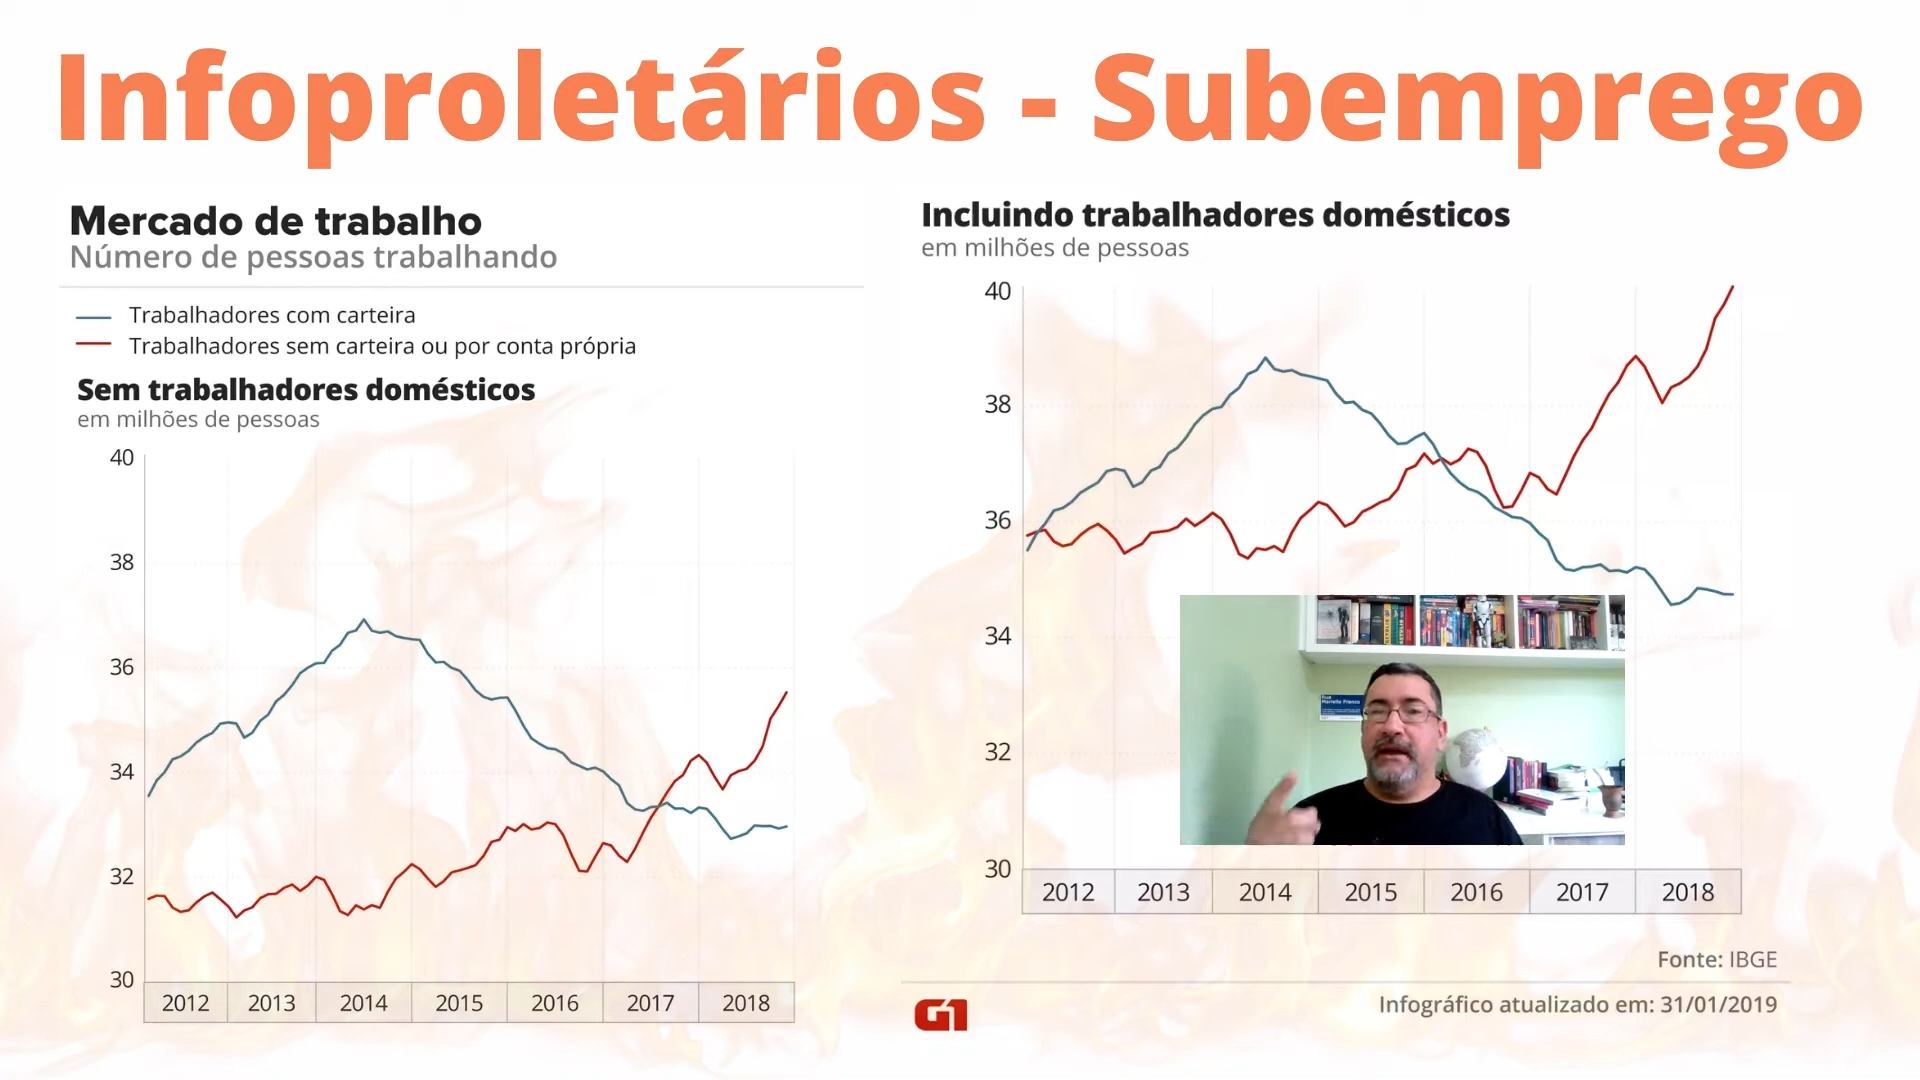 Infoproletários - Subemprego
Mercado de trabalho
Número de pessoas trabalhando
Trabalhadores com carteira
Trabalhadores sem carteira ou por conta própria
Sem trabalhadores domésticos
em milhões de pessoas
40
38
36
34
32
30
2012 2013 2014 2015 2016 2017 2018
Incluindo trabalhadores domésticos
em milhões de pessoas
40
38
36
34
32
30
Rua
Marielle Franco
2012 2013 2014 2015 2016 2017 2018
Fonte: IBGE
G1
Infográfico atualizado em: 31/01/2019